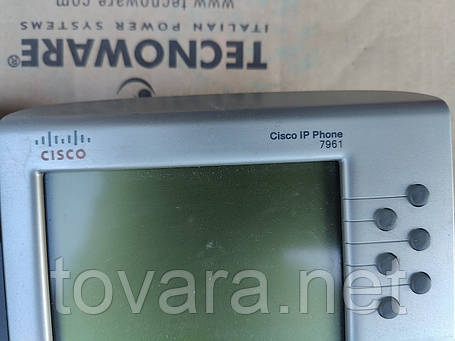 www.tecnoware.com
ITALIAN POWER SYSTEMS
TECNOWARE®
CISCO
Cisco IP Phone
7961
tovara.net